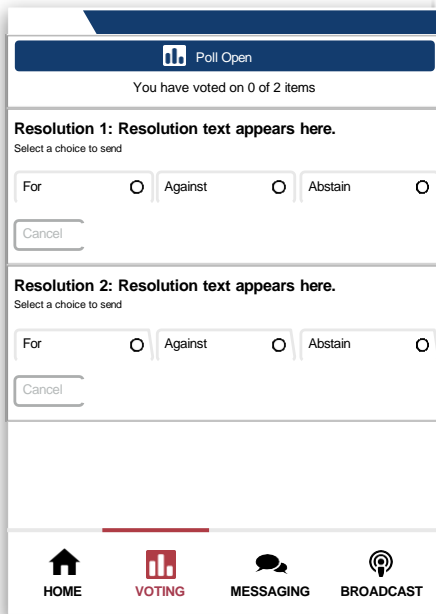 Poll Open
You have voted on 0 of 2 items
Resolution 1: Resolution text appears here.
Select a choice to send
For Against Abstain
Cancel
Resolution 2: Resolution text appears here.
Select a choice to send
For Against Abstain
Cancel
HOME VOTING MESSAGING BROADCAST